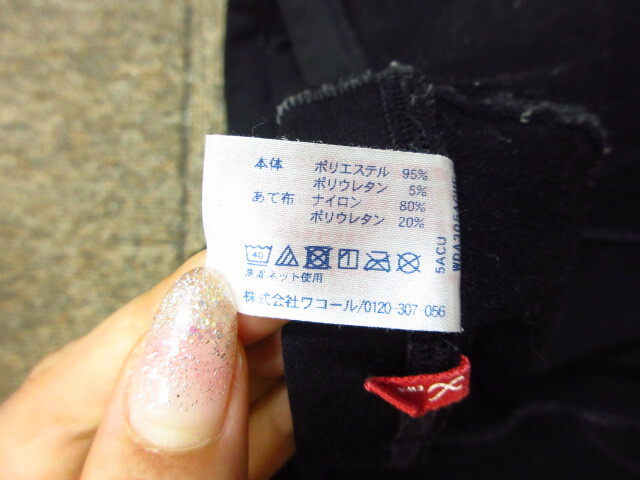 本体 ポリエステル 95%
ポリウレタン 5%
あて布 ナイロン 80%
ポリウレタン 20%
40
洗濯ネット使用
株式会社ワコール/0120-307-056
5ACU